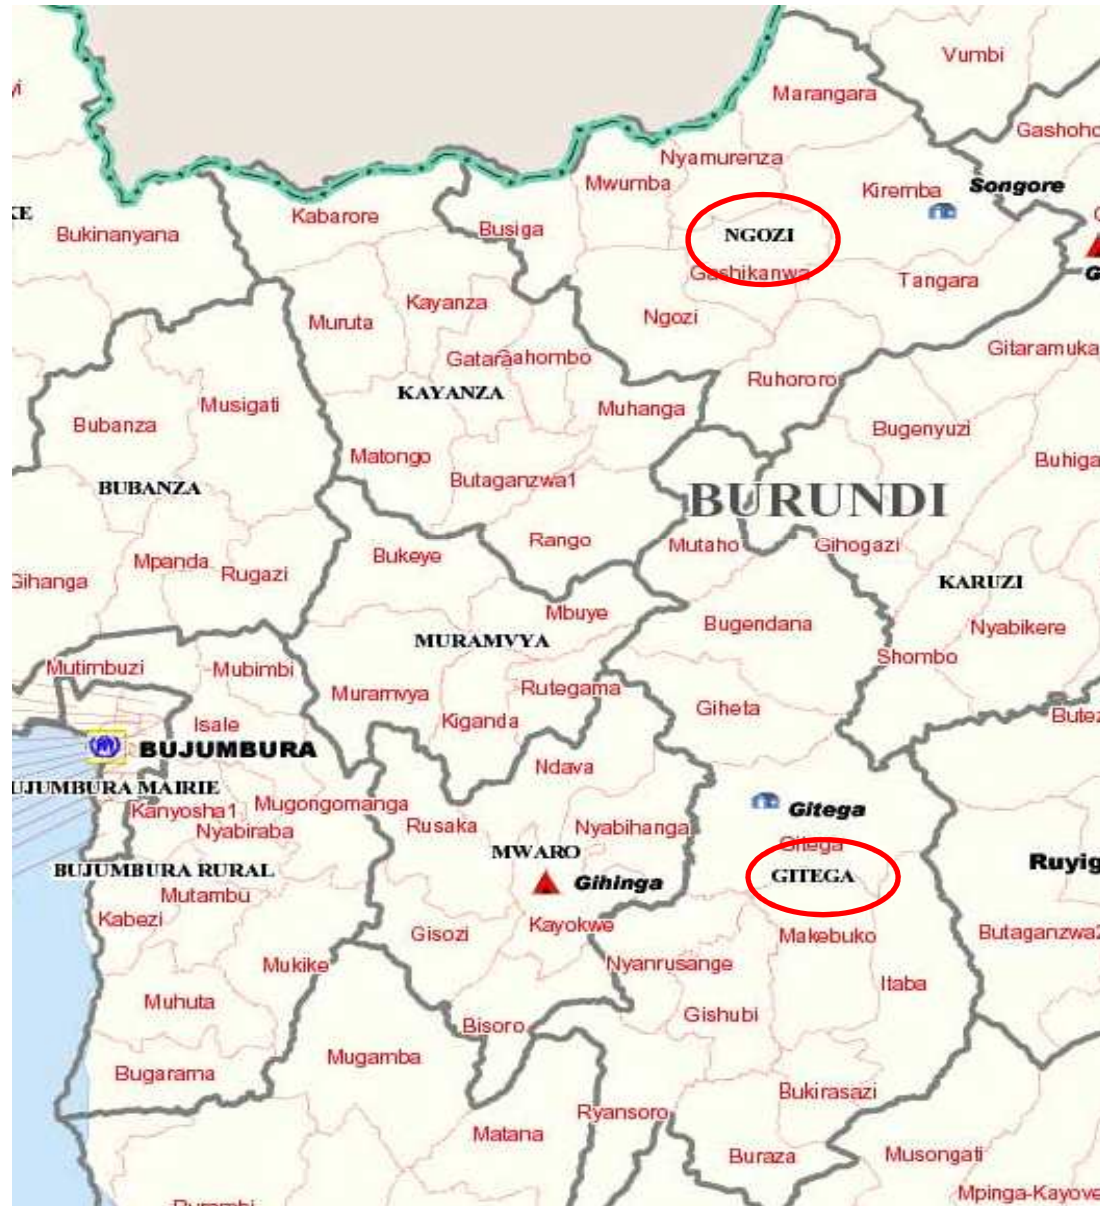 Vumbi
Marangara
Gashoho
Nyamurenza
Mwumba
Kiremba
Songore
Kabarore
Busiga
Bukinanyana
NGOZI
Gashikanwa
Tangara
Kayanza
Muruta
Ngozi
Gitaramuka
Gatara
Gahombo
Ruhororo
KAYANZA
Musigati
Muhanga
Bubanza
Bugenyuzi
Matongo
Buhiga
Butaganzwa1
BUBANZA
BURUNDI
Rango
Mutaho
Gihogazi
Bukeye
Mpanda
Rugazi
Gihanga
KARUZI
Mbuye
Bugendana
Nyabikere
MURAMVYA
Shombo
Mutimbuzi
Mubimbi
Muramvya
Rutegama
Giheta
Kiganda
Isale
BUJUMBURA
Ndava
UJUMBURA MAIRIE
Kanyosha1
Mugongomanga
Gitega
Nyabiraba
Rusaka
Nyabihanga
Gitega
MWARO
BUJUMBURA RURAL
GITEGA
Ruyig
Gihinga
Mutambu
Kabezi
Gisozi
Kayokwe
Makebuko
Butaganzwa2
Mukike
Nyanrusange
Itaba
Muhuta
Gishubi
Bisoro
Mugamba
Bugarama
Bukirasazi
Ryansoro
Matana
Buraza
Musongati
Mpinga-Kayove